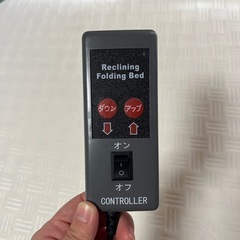 Reclining
Folding Bed
ダウン アップ
オン
オフ
CONTROLLER